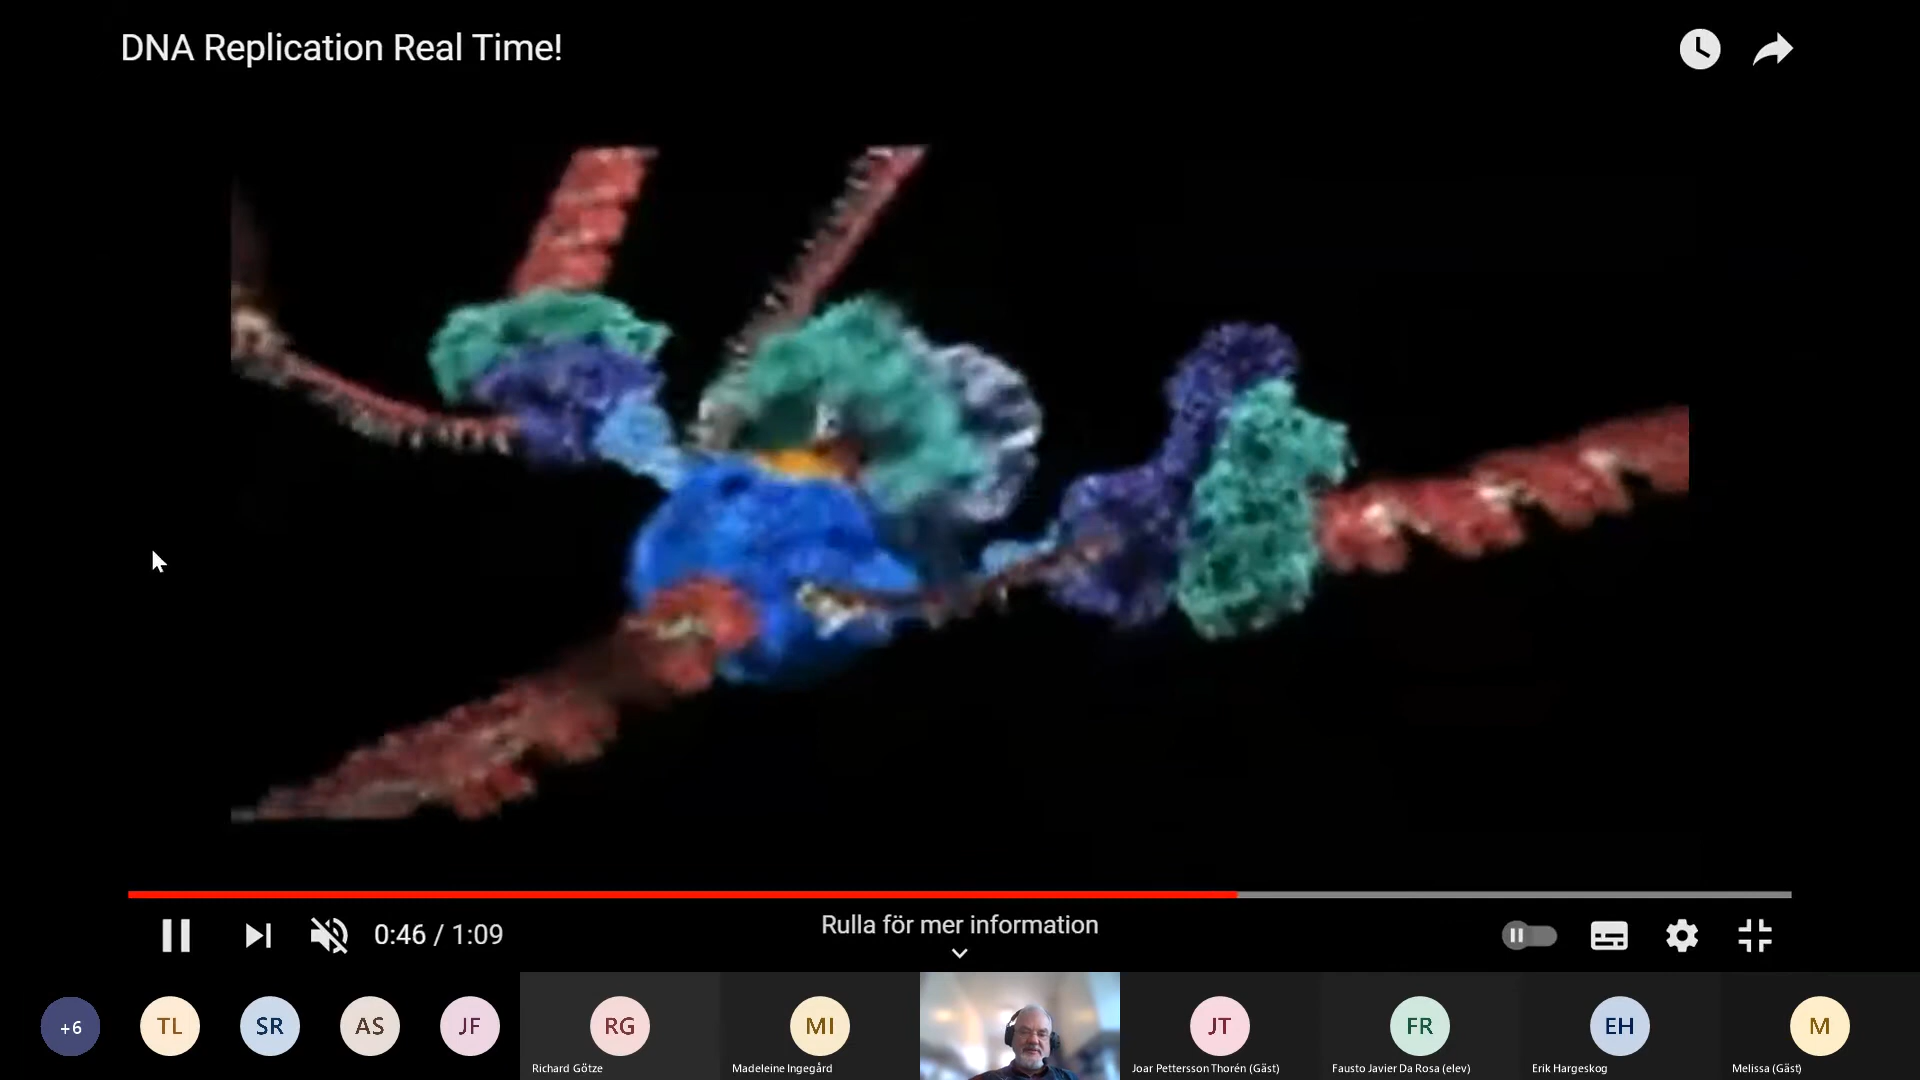 DNA Replication Real Time!
0:46 / 1:09
Rulla för mer information
+6
TL
SR
AS
JF
RG
MI
JT
FR
EH
M
Richard Götze
Madeleine Ingegård
Joar Pettersson Thorén (Gäst)
Fausto Javier Da Rosa (elev)
Erik Hargeskog
Melissa (Gäst)